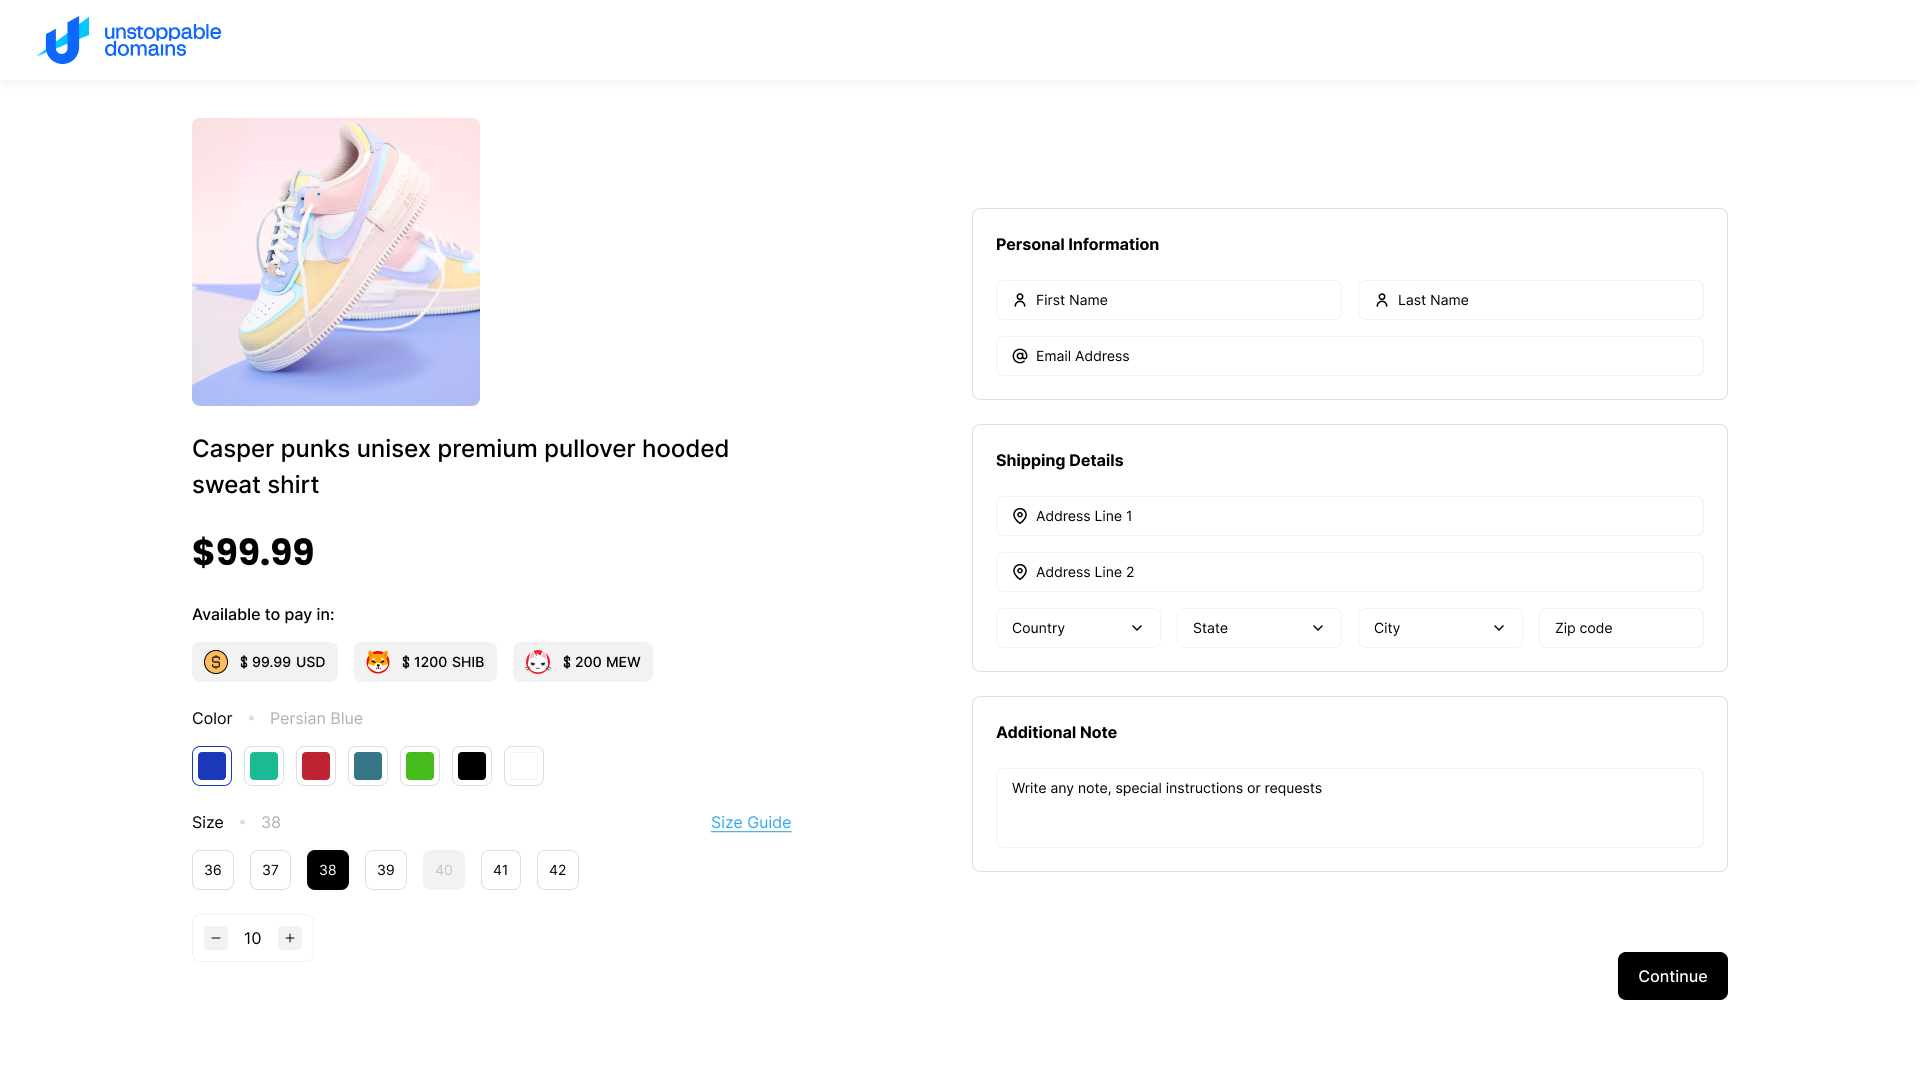 unstoppable
domains
Casper punks unisex premium pullover hooded
sweat shirt
$99.99
Available to pay in:
$ 99.99 USD
$ 1200 SHIB
$ 200 MEW
Color • Persian Blue
Size • 38
Size Guide
36 37 38 39 40 41 42
− 10 +
Personal Information
First Name
Last Name
Email Address
Shipping Details
Address Line 1
Address Line 2
Country
State
City
Zip code
Additional Note
Write any note, special instructions or requests
Continue